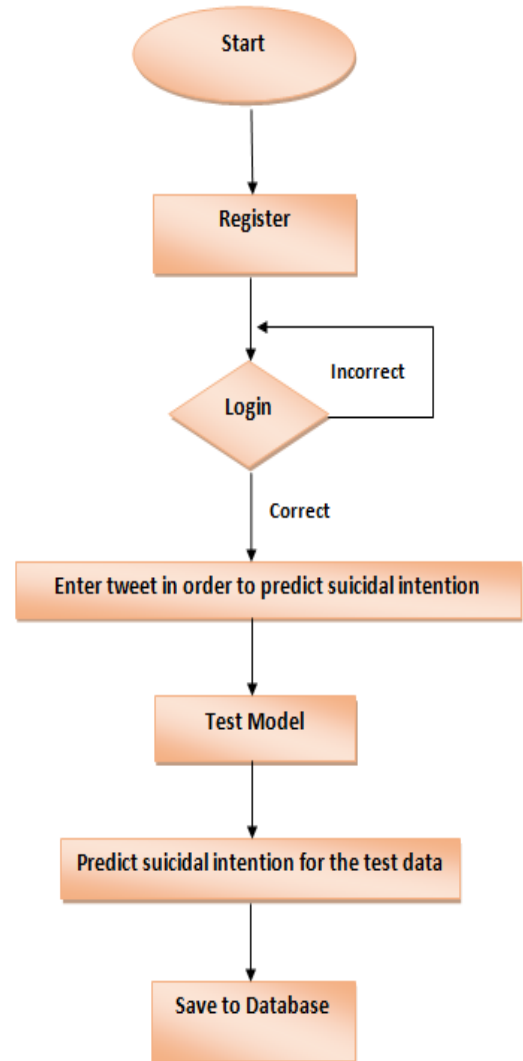 Start
Register
Incorrect
Login
Correct
Enter tweet in order to predict suicidal intention
Test Model
Predict suicidal intention for the test data
Save to Database